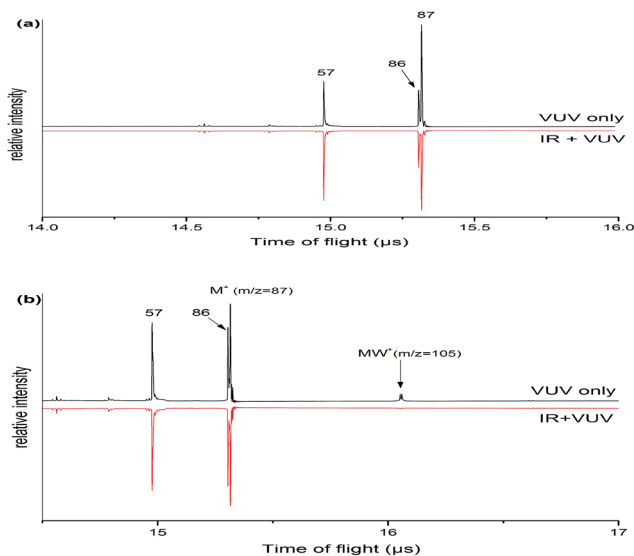 (a)
87
86
57
VUV only
IR + VUV
relative intensity
14.0 14.5 15.0 15.5 16.0
Time of flight (μs)
(b)
M⁺ (m/z=87)
57
86
MW⁺(m/z=105)
VUV only
IR+VUV
relative intensity
15 16 17
Time of flight (μs)